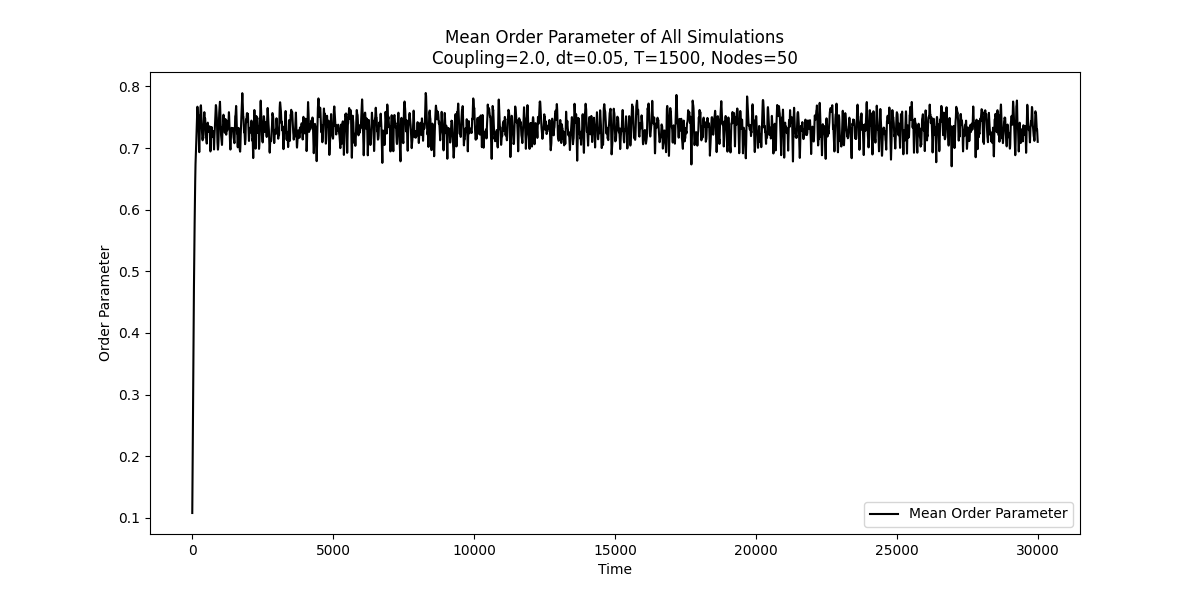 Mean Order Parameter of All Simulations
Coupling=2.0, dt=0.05, T=1500, Nodes=50
0.8
0.7
0.6
0.5
0.4
0.3
0.2
0.1
Order Parameter
Mean Order Parameter
0 5000 10000 15000 20000 25000 30000
Time